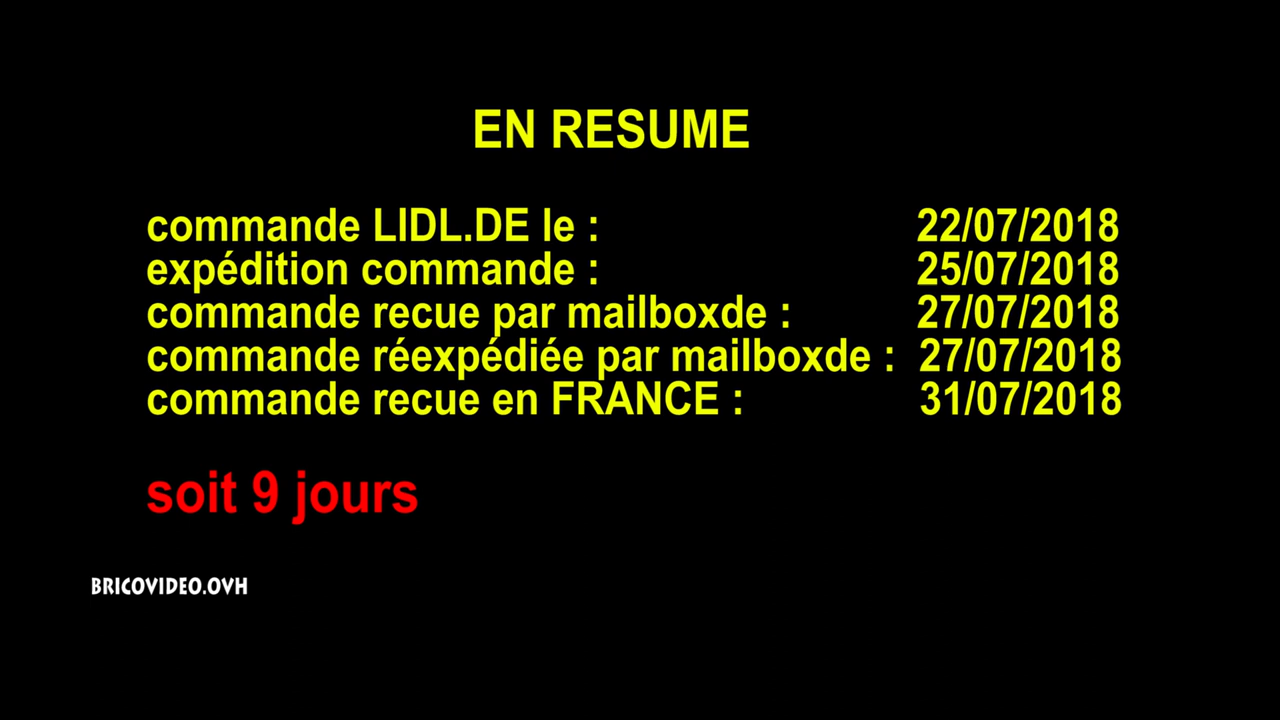 EN RESUME
commande LIDL.DE le : 22/07/2018
expédition commande : 25/07/2018
commande recue par mailboxde : 27/07/2018
commande réexpédiée par mailboxde : 27/07/2018
commande recue en FRANCE : 31/07/2018
soit 9 jours
BRICOVIDEO.OVH